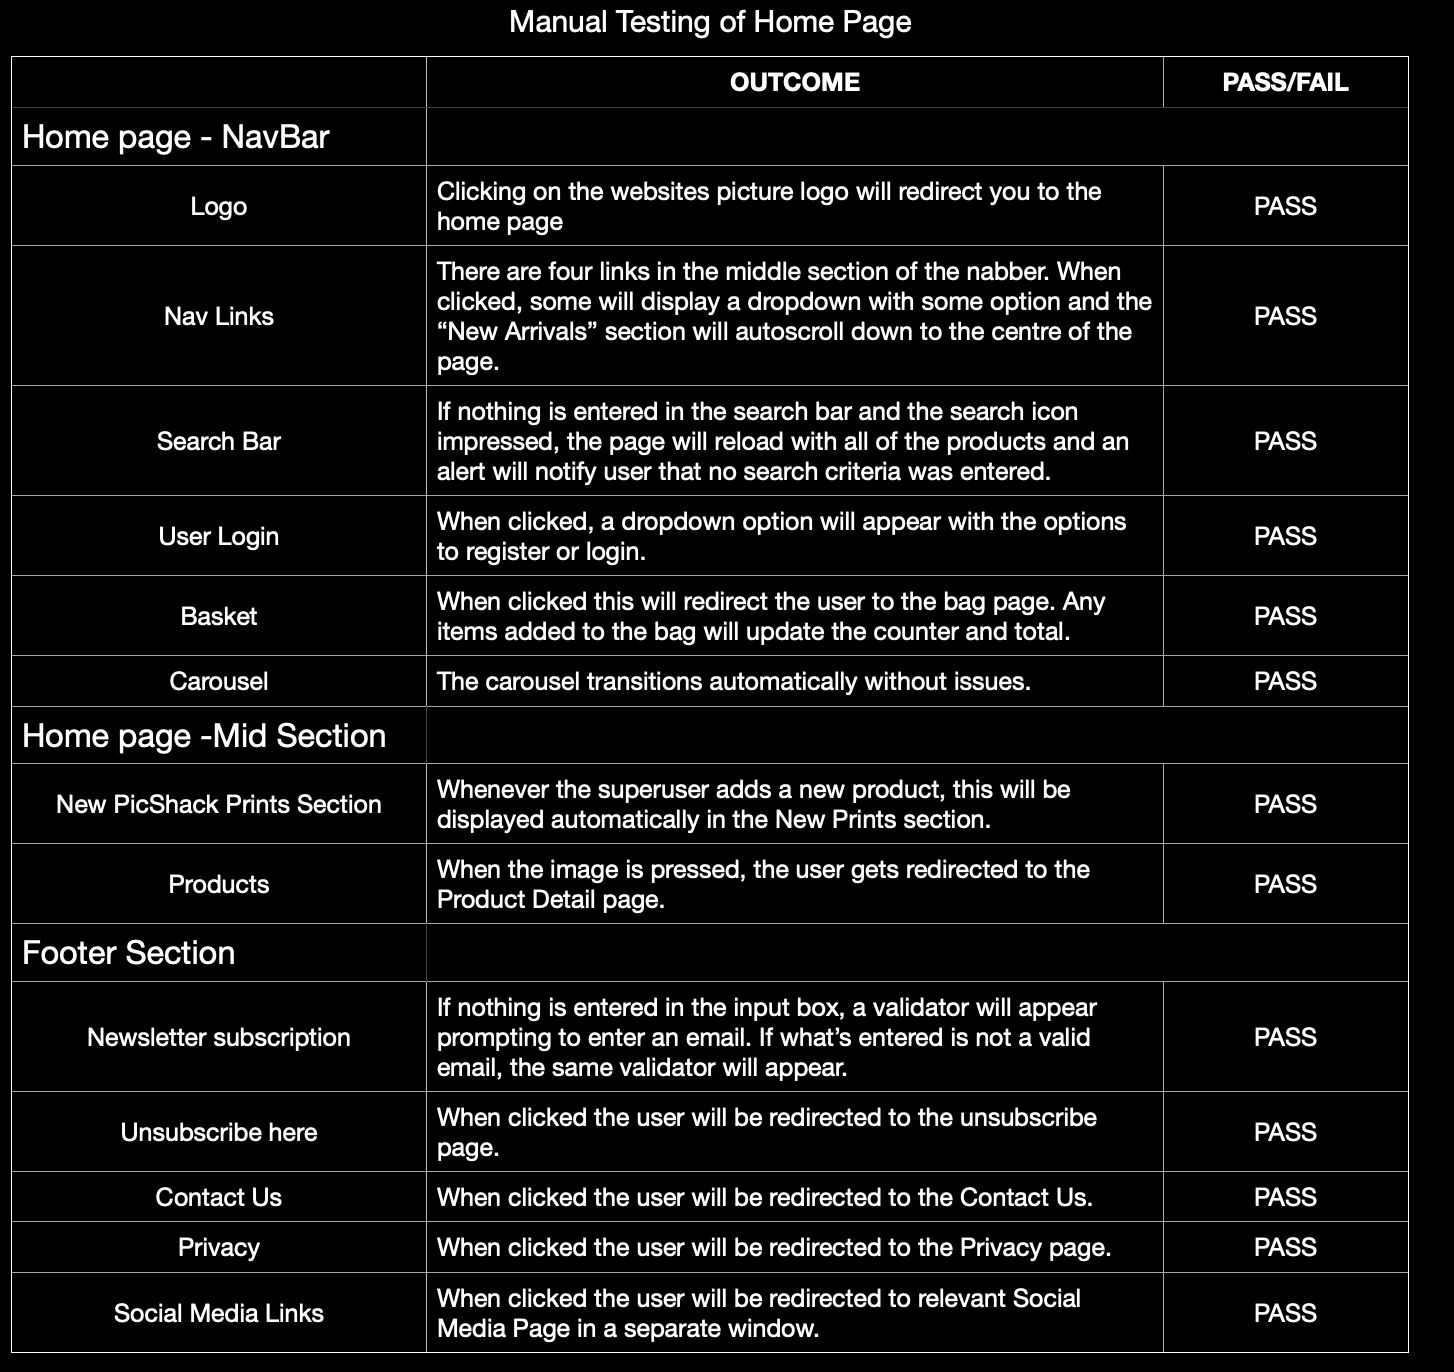 Manual Testing of Home Page
OUTCOME PASS/FAIL
Home page - NavBar
Logo
Clicking on the websites picture logo will redirect you to the
home page
PASS
Nav Links
There are four links in the middle section of the nabber. When
clicked, some will display a dropdown with some option and the
“New Arrivals” section will autoscroll down to the centre of the
page.
PASS
Search Bar
If nothing is entered in the search bar and the search icon
impressed, the page will reload with all of the products and an
alert will notify user that no search criteria was entered.
PASS
User Login
When clicked, a dropdown option will appear with the options
to register or login.
PASS
Basket
When clicked this will redirect the user to the bag page. Any
items added to the bag will update the counter and total.
PASS
Carousel
The carousel transitions automatically without issues.
PASS
Home page -Mid Section
New PicShack Prints Section
Whenever the superuser adds a new product, this will be
displayed automatically in the New Prints section.
PASS
Products
When the image is pressed, the user gets redirected to the
Product Detail page.
PASS
Footer Section
Newsletter subscription
If nothing is entered in the input box, a validator will appear
prompting to enter an email. If what’s entered is not a valid
email, the same validator will appear.
PASS
Unsubscribe here
When clicked the user will be redirected to the unsubscribe
page.
PASS
Contact Us
When clicked the user will be redirected to the Contact Us.
PASS
Privacy
When clicked the user will be redirected to the Privacy page.
PASS
Social Media Links
When clicked the user will be redirected to relevant Social
Media Page in a separate window.
PASS